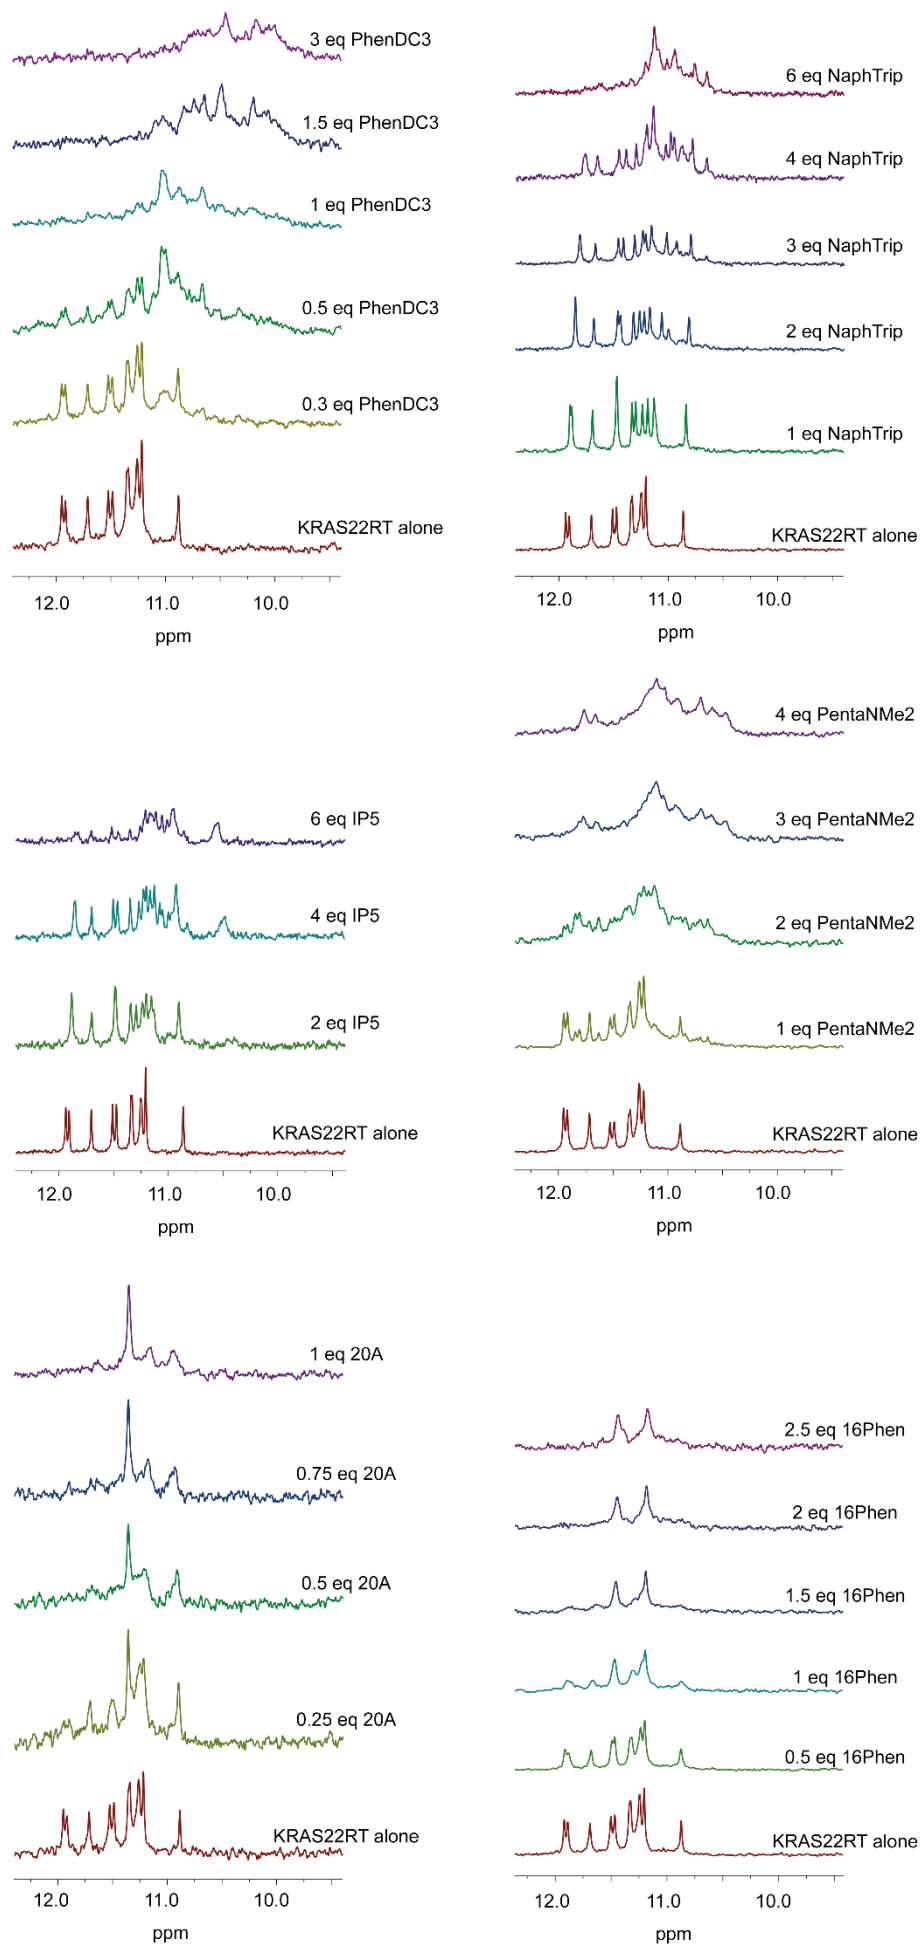 3 eq PhenDC3
1.5 eq PhenDC3
1 eq PhenDC3
0.5 eq PhenDC3
0.3 eq PhenDC3
KRAS22RT alone
12.0 11.0 10.0
ppm
6 eq NaphTrip
4 eq NaphTrip
3 eq NaphTrip
2 eq NaphTrip
1 eq NaphTrip
KRAS22RT alone
12.0 11.0 10.0
ppm
6 eq IP5
4 eq IP5
2 eq IP5
KRAS22RT alone
12.0 11.0 10.0
ppm
4 eq PentaNMe2
3 eq PentaNMe2
2 eq PentaNMe2
1 eq PentaNMe2
KRAS22RT alone
12.0 11.0 10.0
ppm
1 eq 20A
0.75 eq 20A
0.5 eq 20A
0.25 eq 20A
KRAS22RT alone
12.0 11.0 10.0
ppm
2.5 eq 16Phen
2 eq 16Phen
1.5 eq 16Phen
1 eq 16Phen
0.5 eq 16Phen
KRAS22RT alone
12.0 11.0 10.0
ppm